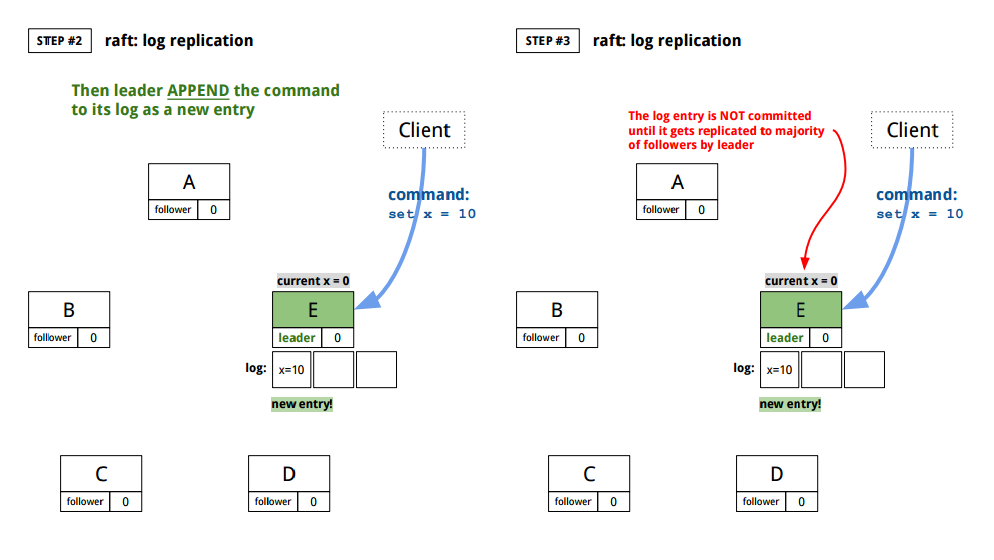 STEP #2 raft: log replication
Then leader APPEND the command
to its log as a new entry
Client
command:
set x = 10
A
follower 0
current x = 0
B
follower 0
E
leader 0
log: x=10
new entry!
C
follower 0
D
follower 0
STEP #3 raft: log replication
The log entry is NOT committed
until it gets replicated to majority
of followers by leader
Client
command:
set x = 10
A
follower 0
current x = 0
B
follower 0
E
leader 0
log: x=10
new entry!
C
follower 0
D
follower 0